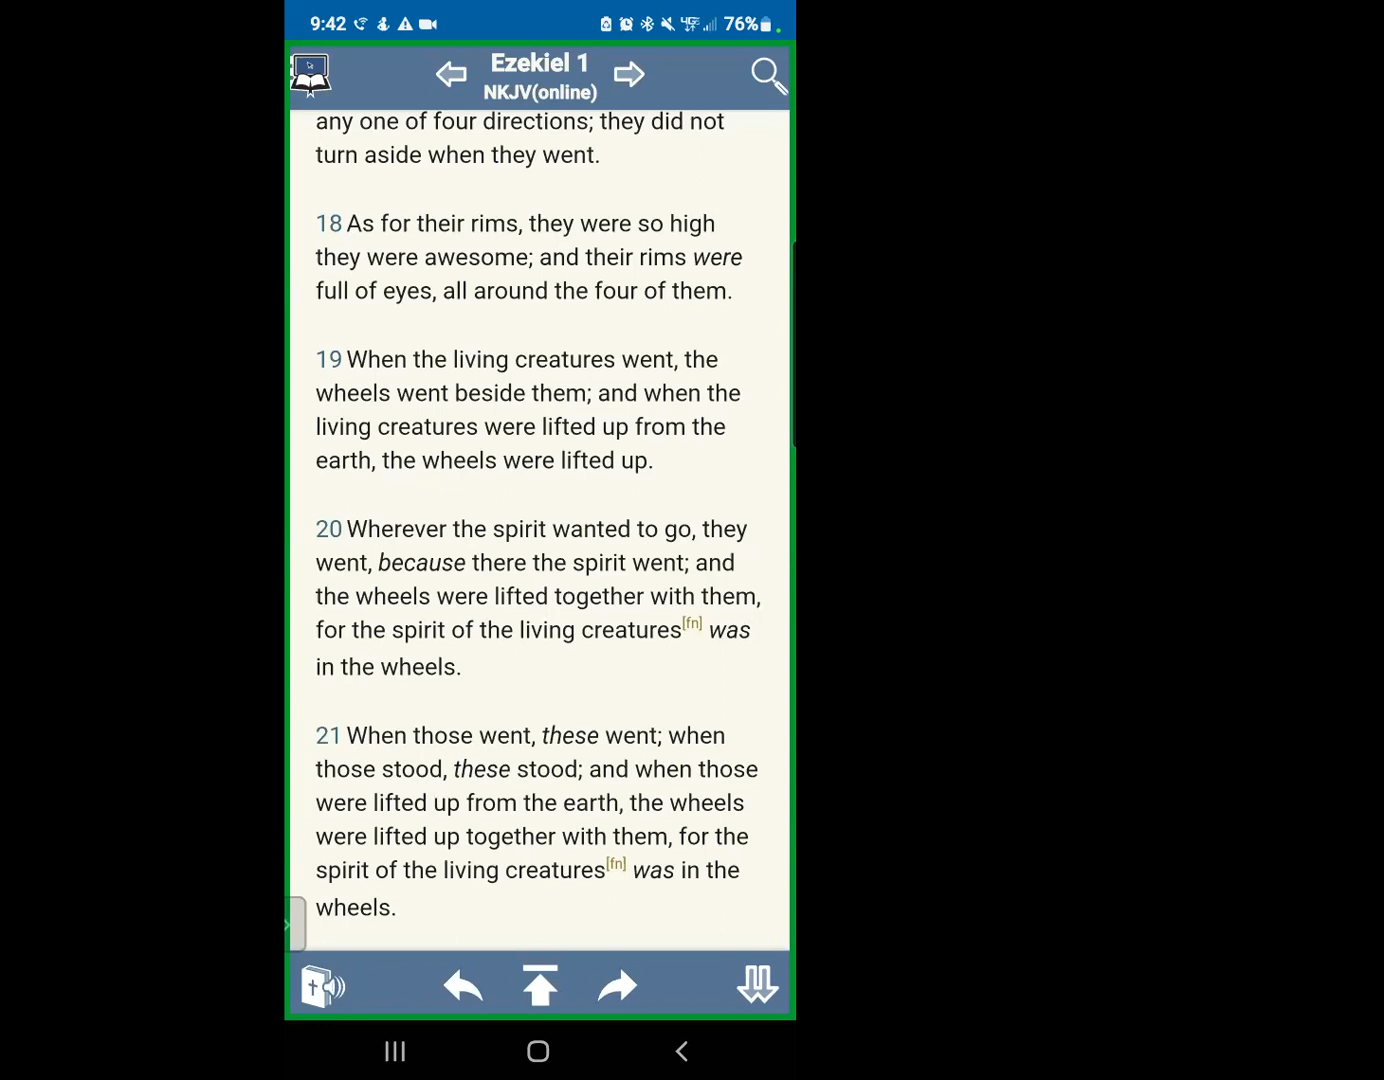 9:42
76%
Ezekiel 1
NKJV(online)
any one of four directions; they did not
turn aside when they went.
18 As for their rims, they were so high
they were awesome; and their rims were
full of eyes, all around the four of them.
19 When the living creatures went, the
wheels went beside them; and when the
living creatures were lifted up from the
earth, the wheels were lifted up.
20 Wherever the spirit wanted to go, they
went, because there the spirit went; and
the wheels were lifted together with them,
for the spirit of the living creatures[fn] was
in the wheels.
21 When those went, these went; when
those stood, these stood; and when those
were lifted up from the earth, the wheels
were lifted up together with them, for the
spirit of the living creatures[fn] was in the
wheels.